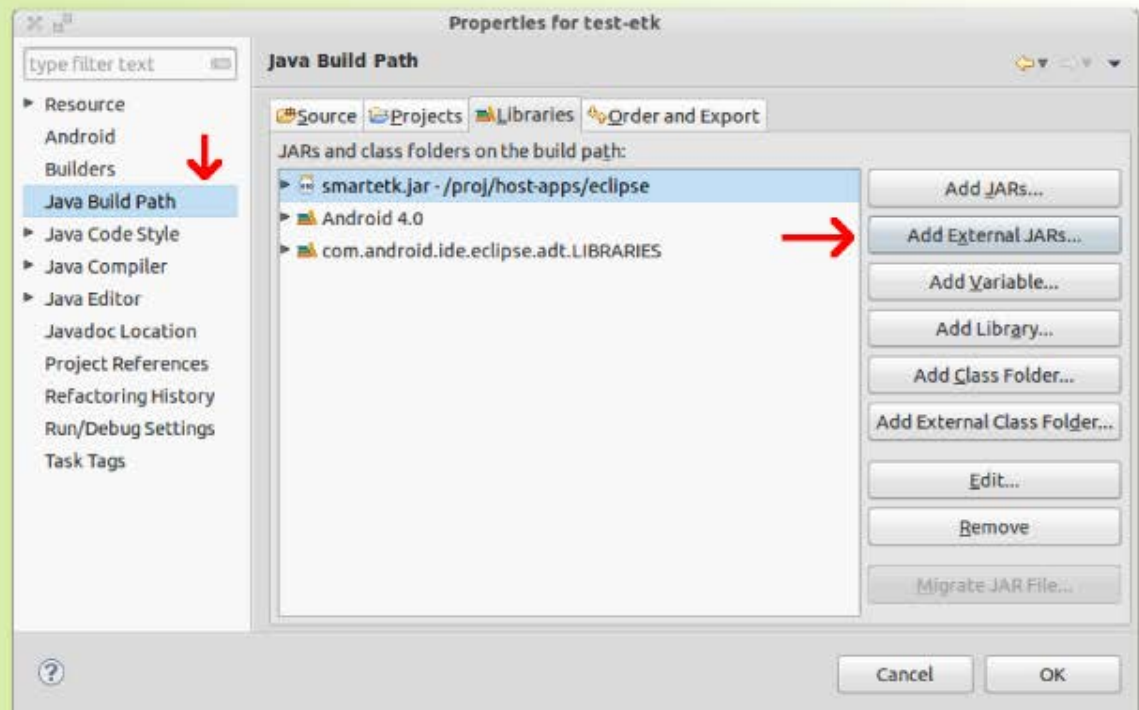 Properties for test-etk
type filter text
Java Build Path
Resource
Android
Builders
Java Build Path
Java Code Style
Java Compiler
Java Editor
Javadoc Location
Project References
Refactoring History
Run/Debug Settings
Task Tags
Source Projects Libraries Order and Export
JARs and class folders on the build path:
smartetk.jar - /proj/host-apps/eclipse
Android 4.0
com.android.ide.eclipse.adt.LIBRARIES
Add JARs...
Add External JARs...
Add Variable...
Add Library...
Add Class Folder...
Add External Class Folder...
Edit...
Remove
Migrate JAR File...
Cancel
OK